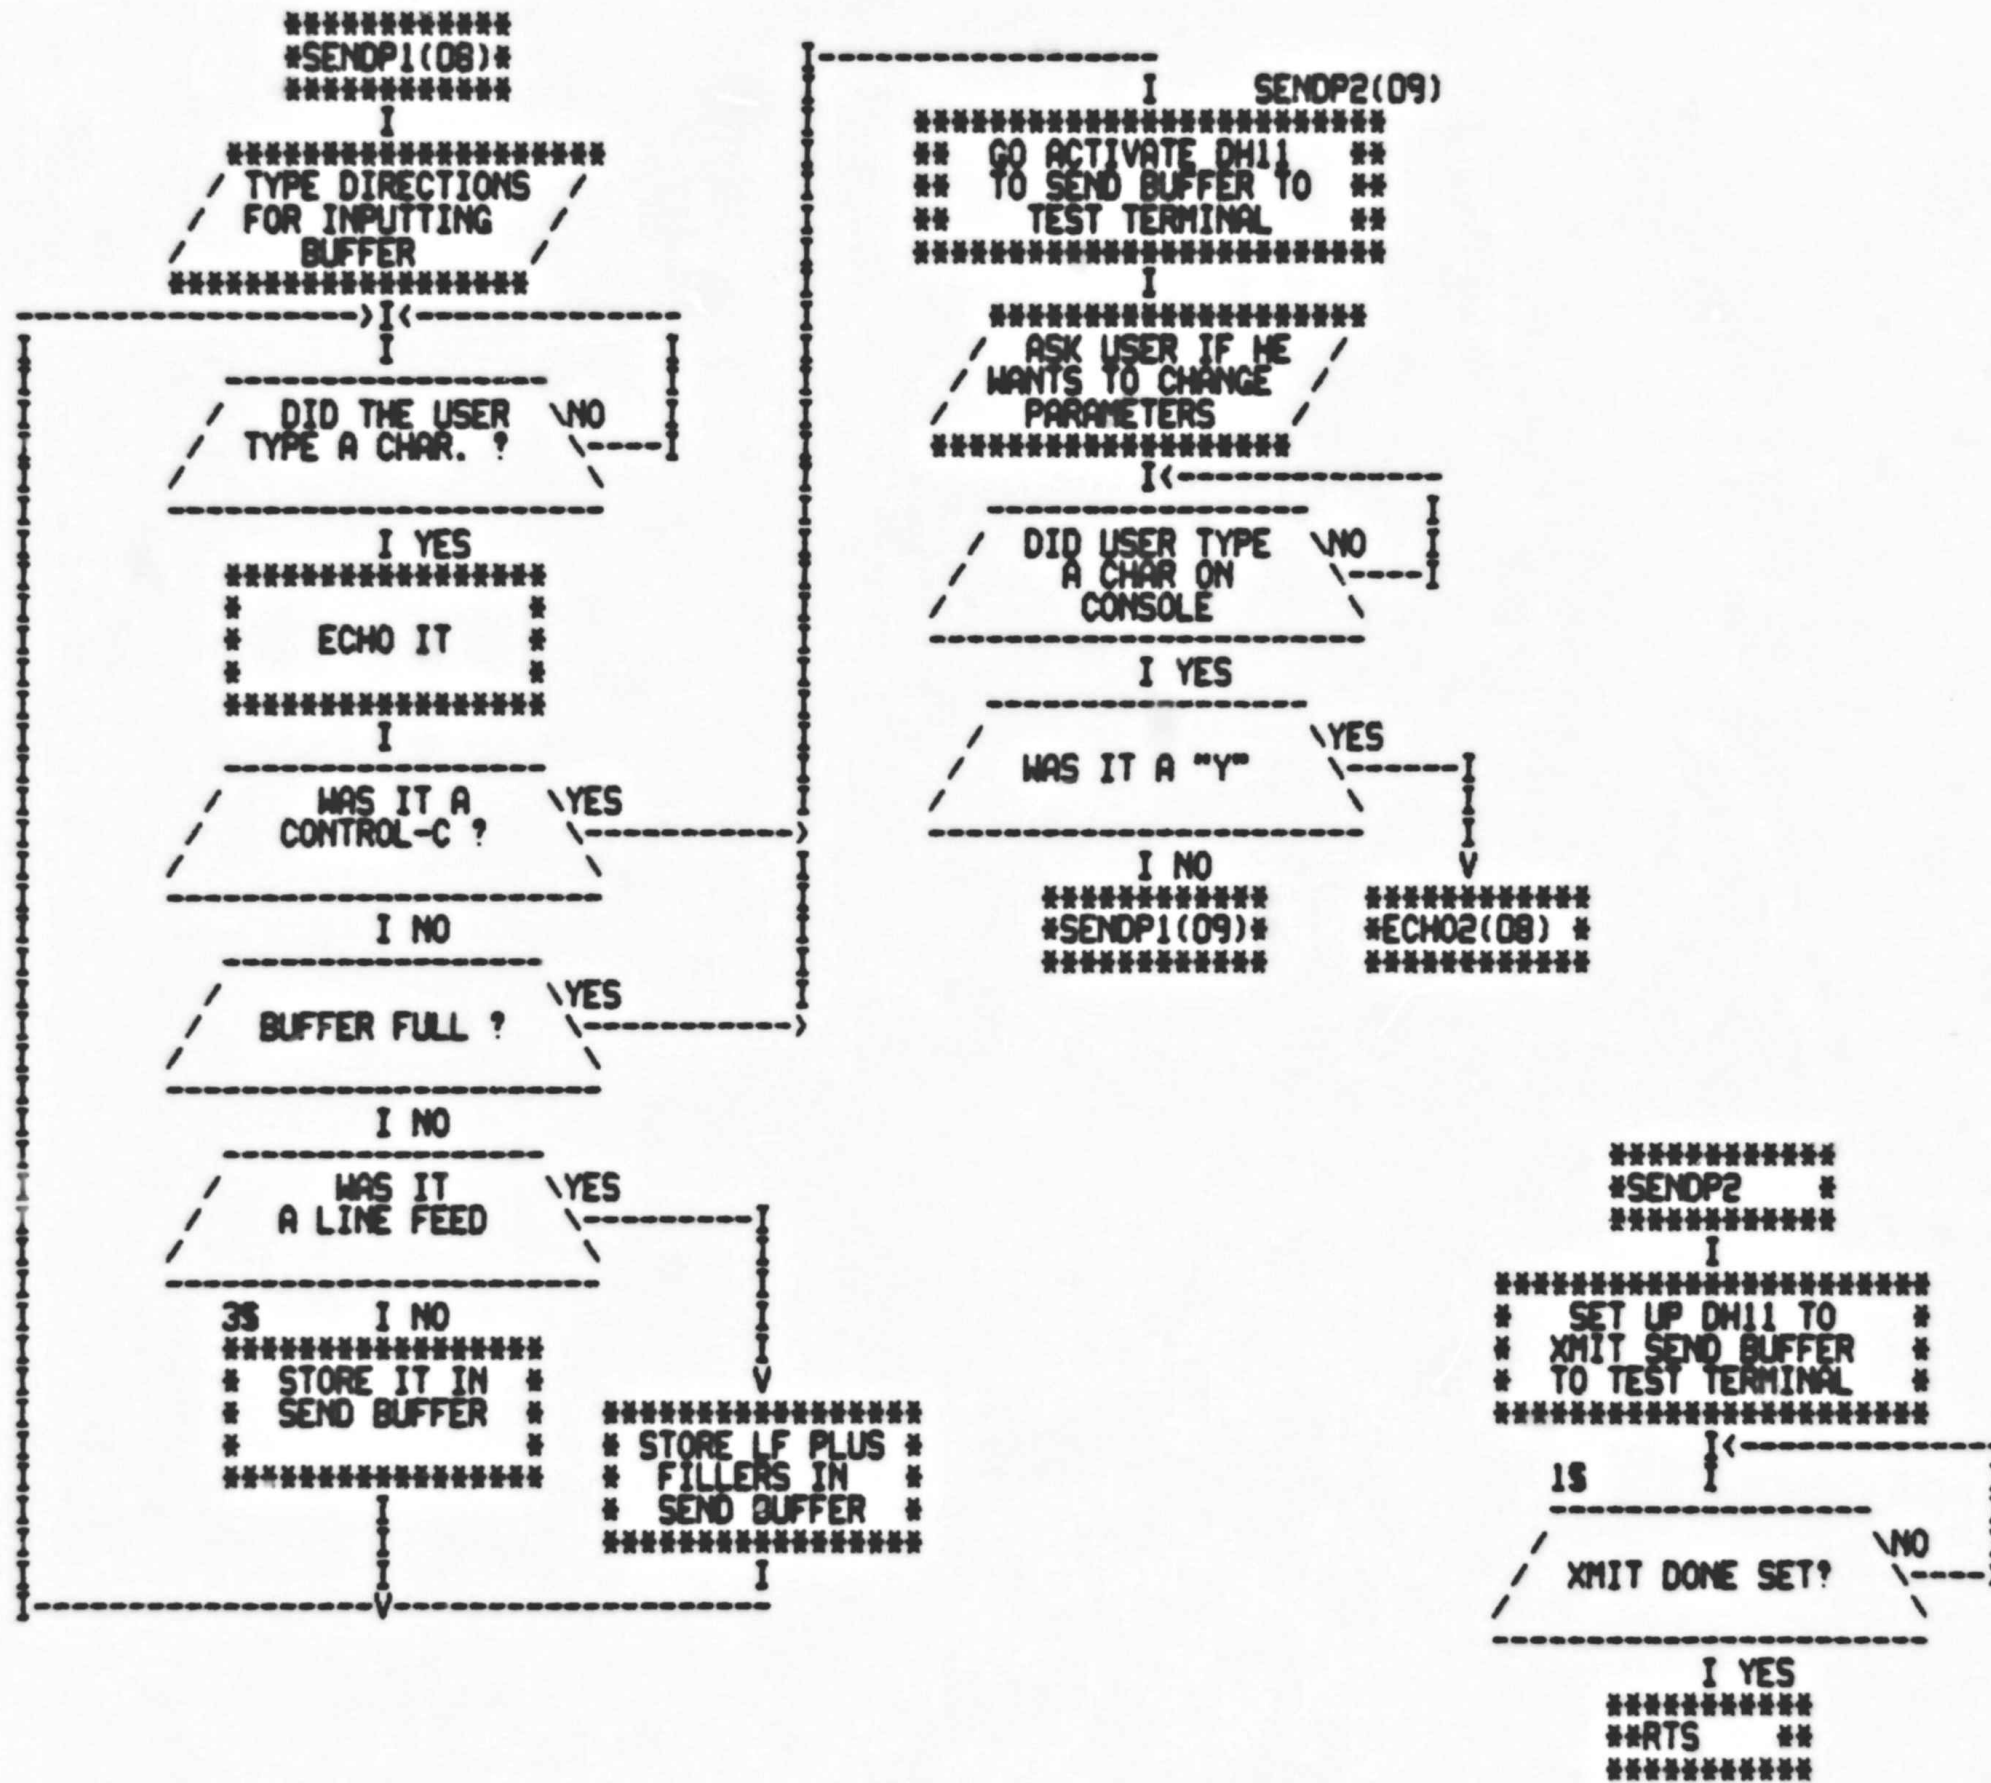 *SENDP1(08)*
TYPE DIRECTIONS
FOR INPUTTING
BUFFER
DID THE USER
TYPE A CHAR. ?
NO
I YES
ECHO IT
WAS IT A
CONTROL-C ?
YES
I NO
BUFFER FULL ?
YES
I NO
WAS IT
A LINE FEED
YES
3$ I NO
STORE IT IN
SEND BUFFER
STORE LF PLUS
FILLERS IN
SEND BUFFER
SENDP2(09)
GO ACTIVATE DH11
TO SEND BUFFER TO
TEST TERMINAL
ASK USER IF HE
WANTS TO CHANGE
PARAMETERS
DID USER TYPE
A CHAR ON
CONSOLE
NO
I YES
WAS IT A "Y"
YES
I NO
*SENDP1(09)*
*ECHO2(08) *
*SENDP2 *
SET UP DH11 TO
XMIT SEND BUFFER
TO TEST TERMINAL
1$
XMIT DONE SET?
NO
I YES
**RTS **